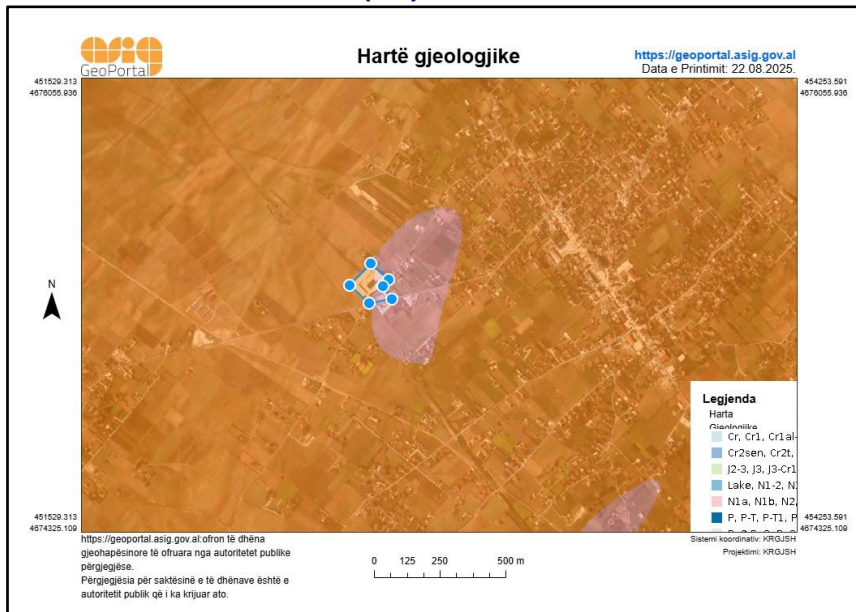 asig
GeoPortal
Hartë gjeologjike
https://geoportal.asig.gov.al
Data e Printimit: 22.08.2025.
451529.313
4676055.936
454253.591
4676055.936
N
Legjenda
Harta
Gjeologjike
Cr, Cr1, Cr1al-
Cr2sen, Cr2t,
J2-3, J3, J3-Cr1
Lake, N1-2, N1
N1a, N1b, N2,
P, P-T, P-T1, P
451529.313
4674325.109
454253.591
4674325.109
https://geoportal.asig.gov.al:ofron të dhëna
gjeohapësinore të ofruara nga autoritetet publike
përgjegjëse.
Përgjegjësia për saktësinë e të dhënave është e
autoritetit publik që i ka krijuar ato.
0 125 250 500 m
Sistemi koordinativ: KRGJSH
Projektimi: KRGJSH